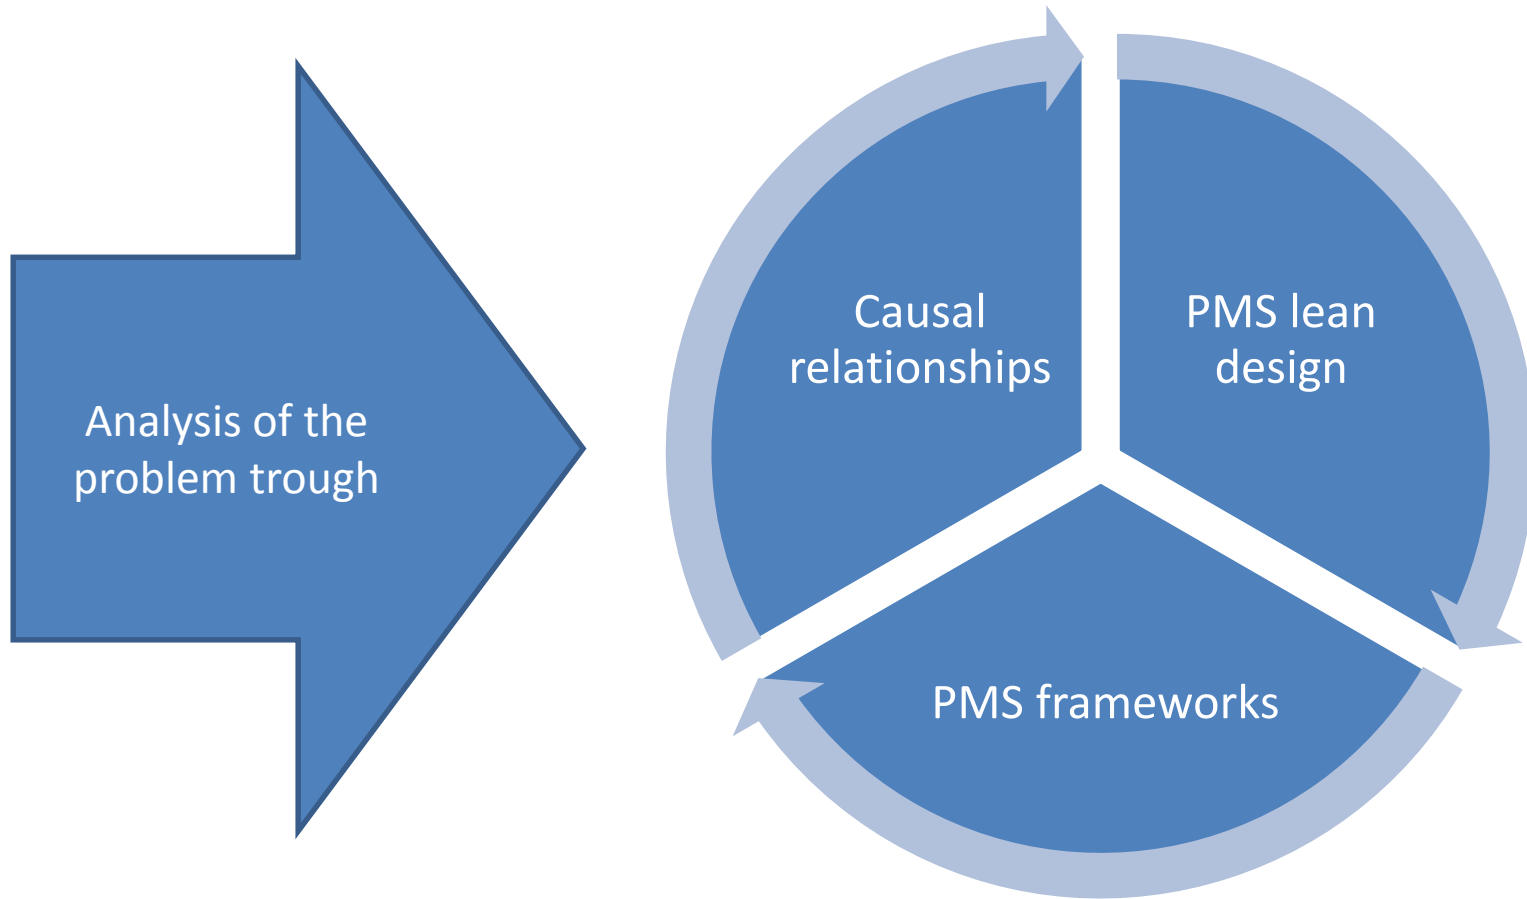 Analysis of the
problem trough
Causal
relationships
PMS lean
design
PMS frameworks